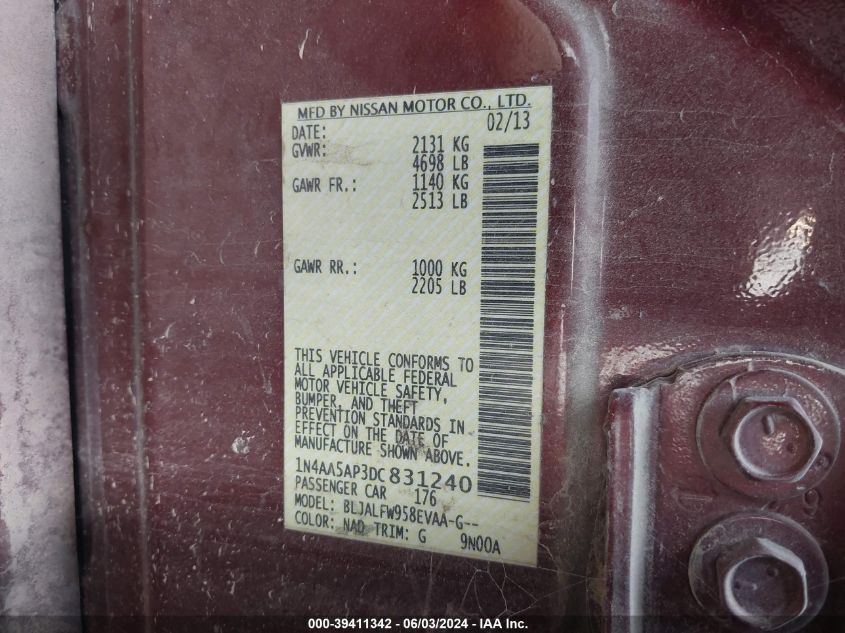 MFD BY NISSAN MOTOR CO., LTD.
DATE: 02/13
GVWR: 2131 KG
4698 LB
GAWR FR.: 1140 KG
2513 LB
GAWR RR.: 1000 KG
2205 LB
THIS VEHICLE CONFORMS TO
ALL APPLICABLE FEDERAL
MOTOR VEHICLE SAFETY,
BUMPER, AND THEFT
PREVENTION STANDARDS IN
EFFECT ON THE DATE OF
MANUFACTURE SHOWN ABOVE.
1N4AA5AP3DC831240
PASSENGER CAR 176
MODEL: BLJALFW958EVAA-G--
COLOR: NAD TRIM: G 9N00A
000-39411342 - 06/03/2024 - IAA Inc.